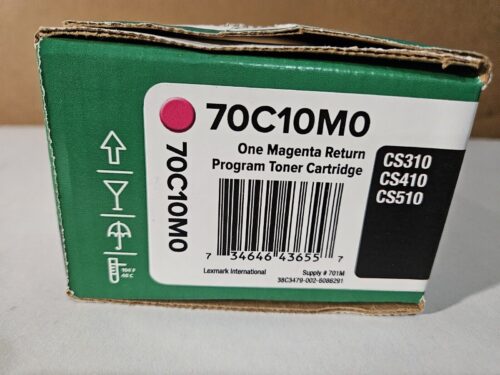 70C10M0
One Magenta Return
Program Toner Cartridge
70C10M0
CS310
CS410
CS510
7 34646 43655 7
Lexmark International
Supply # 701M
38C3479-002-6086291